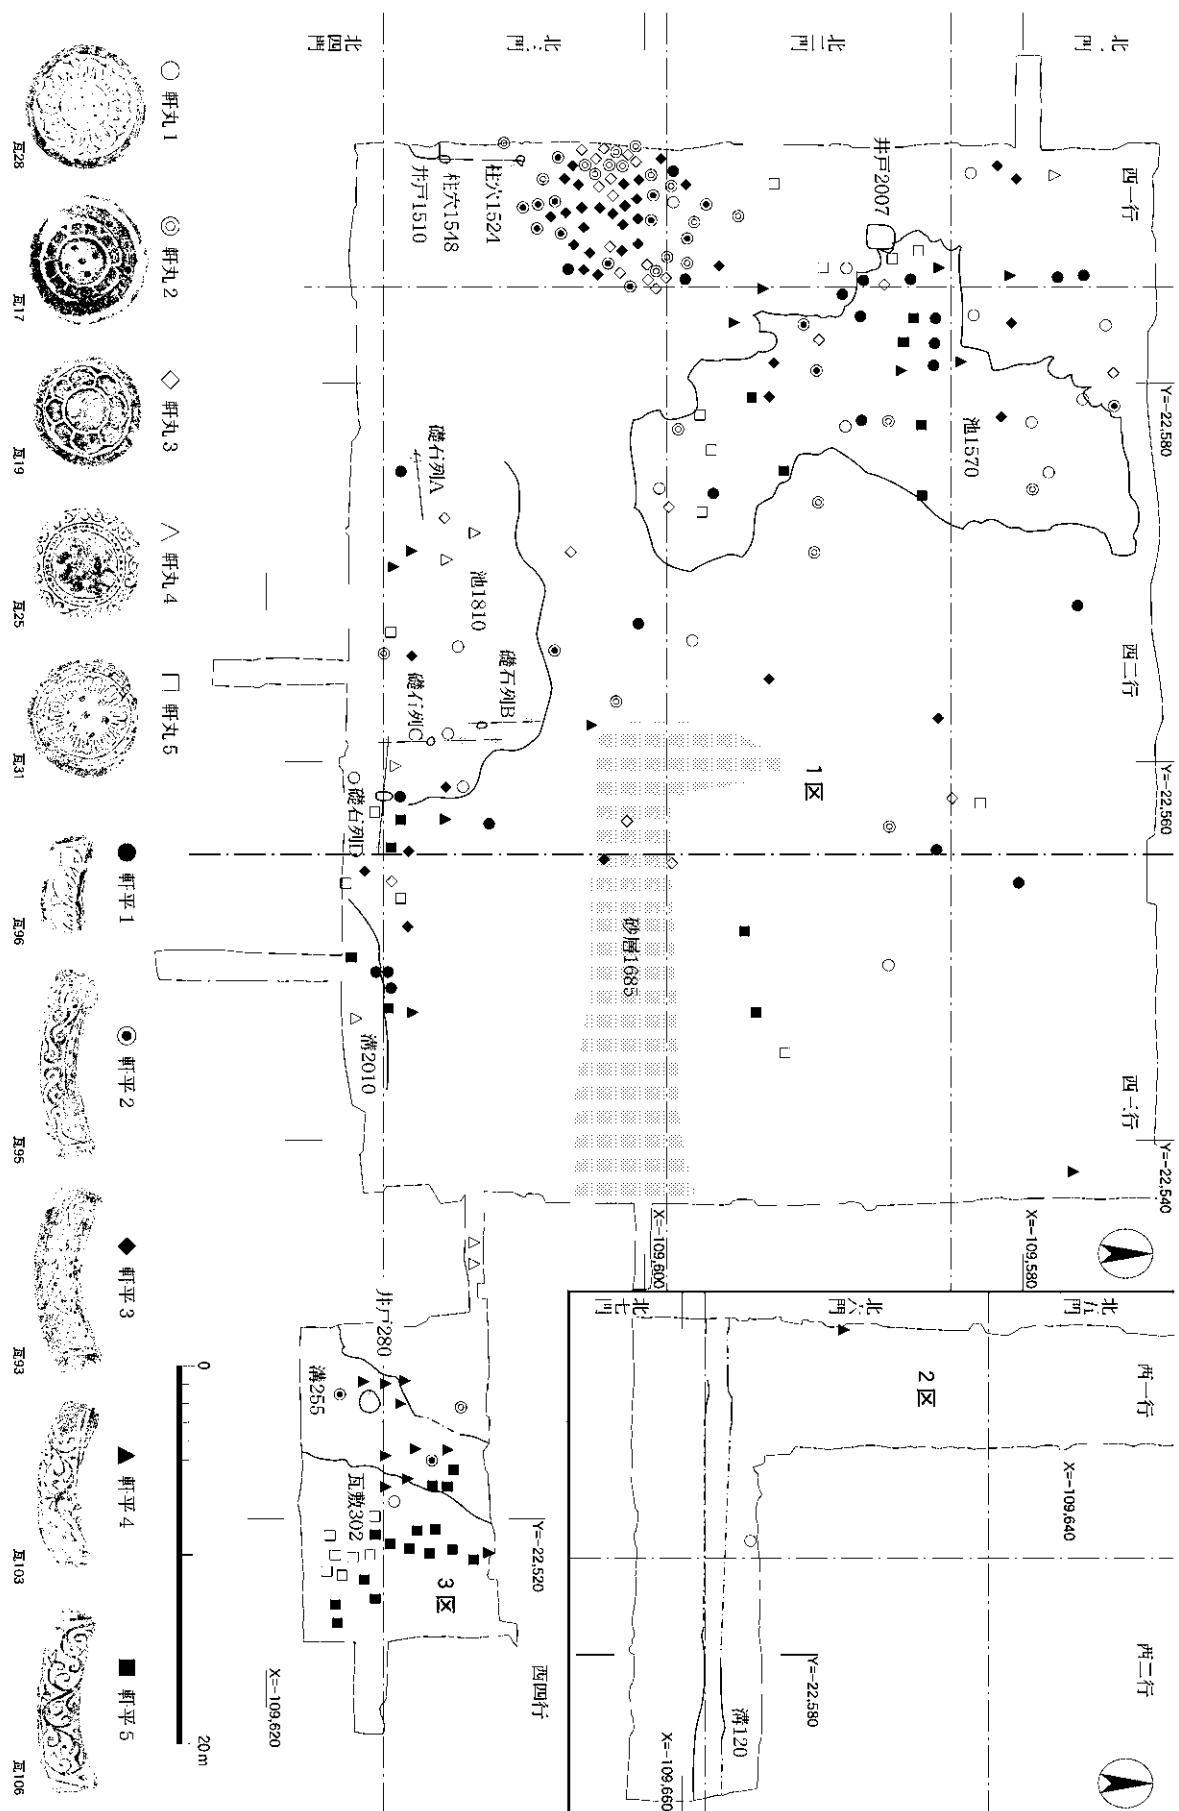 北一門
北二門
北三門
北四門
西一行
西二行
西三行
西四行
井戸2007
柱穴1524
柱穴1548
井戸1510
池1570
礎石列A
池1810
礎石列B
礎石列C
礎石列D
1区
砂層1685
溝2010
Y=-22,580
Y=-22,560
Y=-22,540
X=-109,600
X=-109,580
井戸280
溝255
瓦敷302
3区
Y=-22,520
X=-109,620
北五門
北六門
北七門
西一行
西二行
2区
X=-109,640
Y=-22,580
溝120
X=-109,660
0
20m
軒丸1
瓦28
軒丸2
瓦17
軒丸3
瓦19
軒丸4
瓦25
軒丸5
瓦31
軒平1
瓦96
軒平2
瓦95
軒平3
瓦93
軒平4
瓦103
軒平5
瓦106